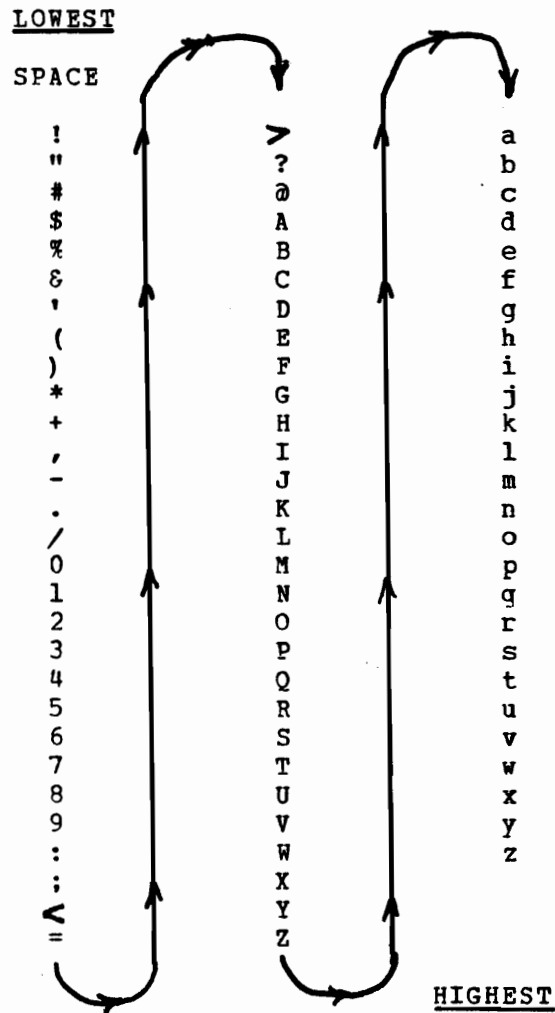 LOWEST
SPACE
!
"
#
$
%
&
'
(
)
*
+
,
-
.
/
0
1
2
3
4
5
6
7
8
9
:
;
<
=
>
?
@
A
B
C
D
E
F
G
H
I
J
K
L
M
N
O
P
Q
R
S
T
U
V
W
X
Y
Z
a
b
c
d
e
f
g
h
i
j
k
l
m
n
o
p
q
r
s
t
u
v
w
x
y
z
HIGHEST